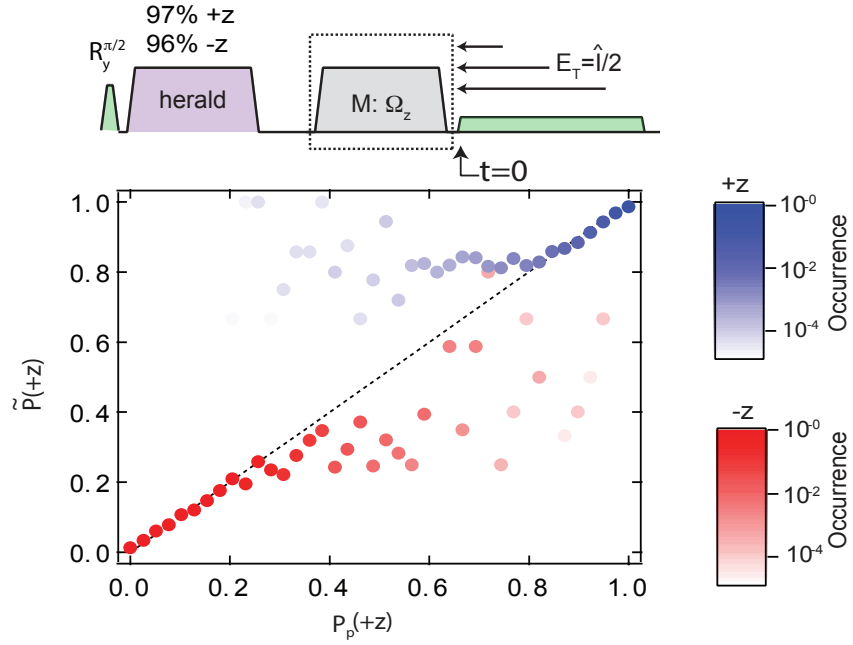 97% +z
96% -z
R_y^{π/2}
herald
M: Ω_z
E_T=Î/2
t=0
1.0
0.8
0.6
0.4
0.2
0.0
P̃(+z)
0.0 0.2 0.4 0.6 0.8 1.0
P_p(+z)
+z
10^{-0}
10^{-2}
10^{-4}
Occurrence
-z
10^{-0}
10^{-2}
10^{-4}
Occurrence